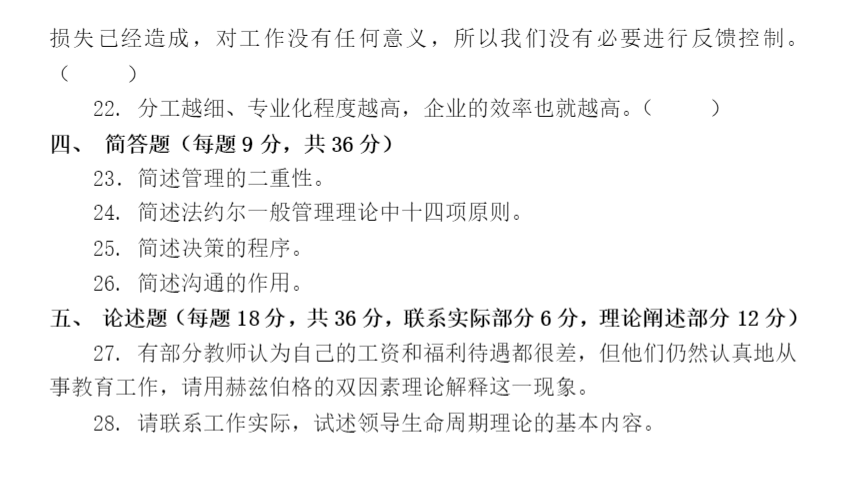 损失已经造成，对工作没有任何意义，所以我们没有必要进行反馈控制。
（　　）
22. 分工越细、专业化程度越高，企业的效率也就越高。（　　）
四、 简答题（每题 9 分，共 36 分）
23. 简述管理的二重性。
24. 简述法约尔一般管理理论中十四项原则。
25. 简述决策的程序。
26. 简述沟通的作用。
五、 论述题（每题 18 分，共 36 分，联系实际部分 6 分，理论阐述部分 12 分）
27. 有部分教师认为自己的工资和福利待遇都很差，但他们仍然认真地从
事教育工作，请用赫兹伯格的双因素理论解释这一现象。
28. 请联系工作实际，试述领导生命周期理论的基本内容。